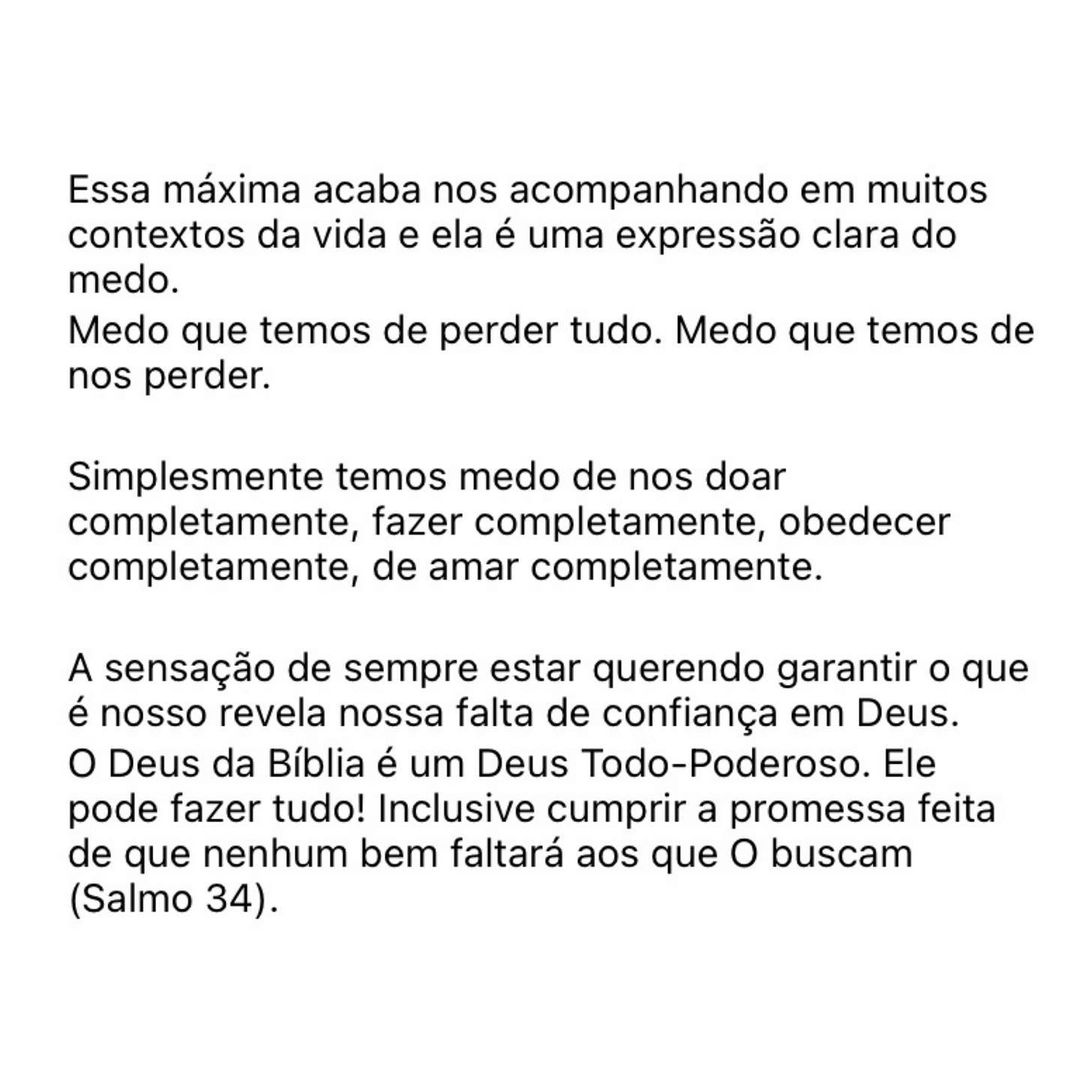 Essa máxima acaba nos acompanhando em muitos
contextos da vida e ela é uma expressão clara do
medo.
Medo que temos de perder tudo. Medo que temos de
nos perder.
Simplesmente temos medo de nos doar
completamente, fazer completamente, obedecer
completamente, de amar completamente.
A sensação de sempre estar querendo garantir o que
é nosso revela nossa falta de confiança em Deus.
O Deus da Bíblia é um Deus Todo-Poderoso. Ele
pode fazer tudo! Inclusive cumprir a promessa feita
de que nenhum bem faltará aos que O buscam
(Salmo 34).